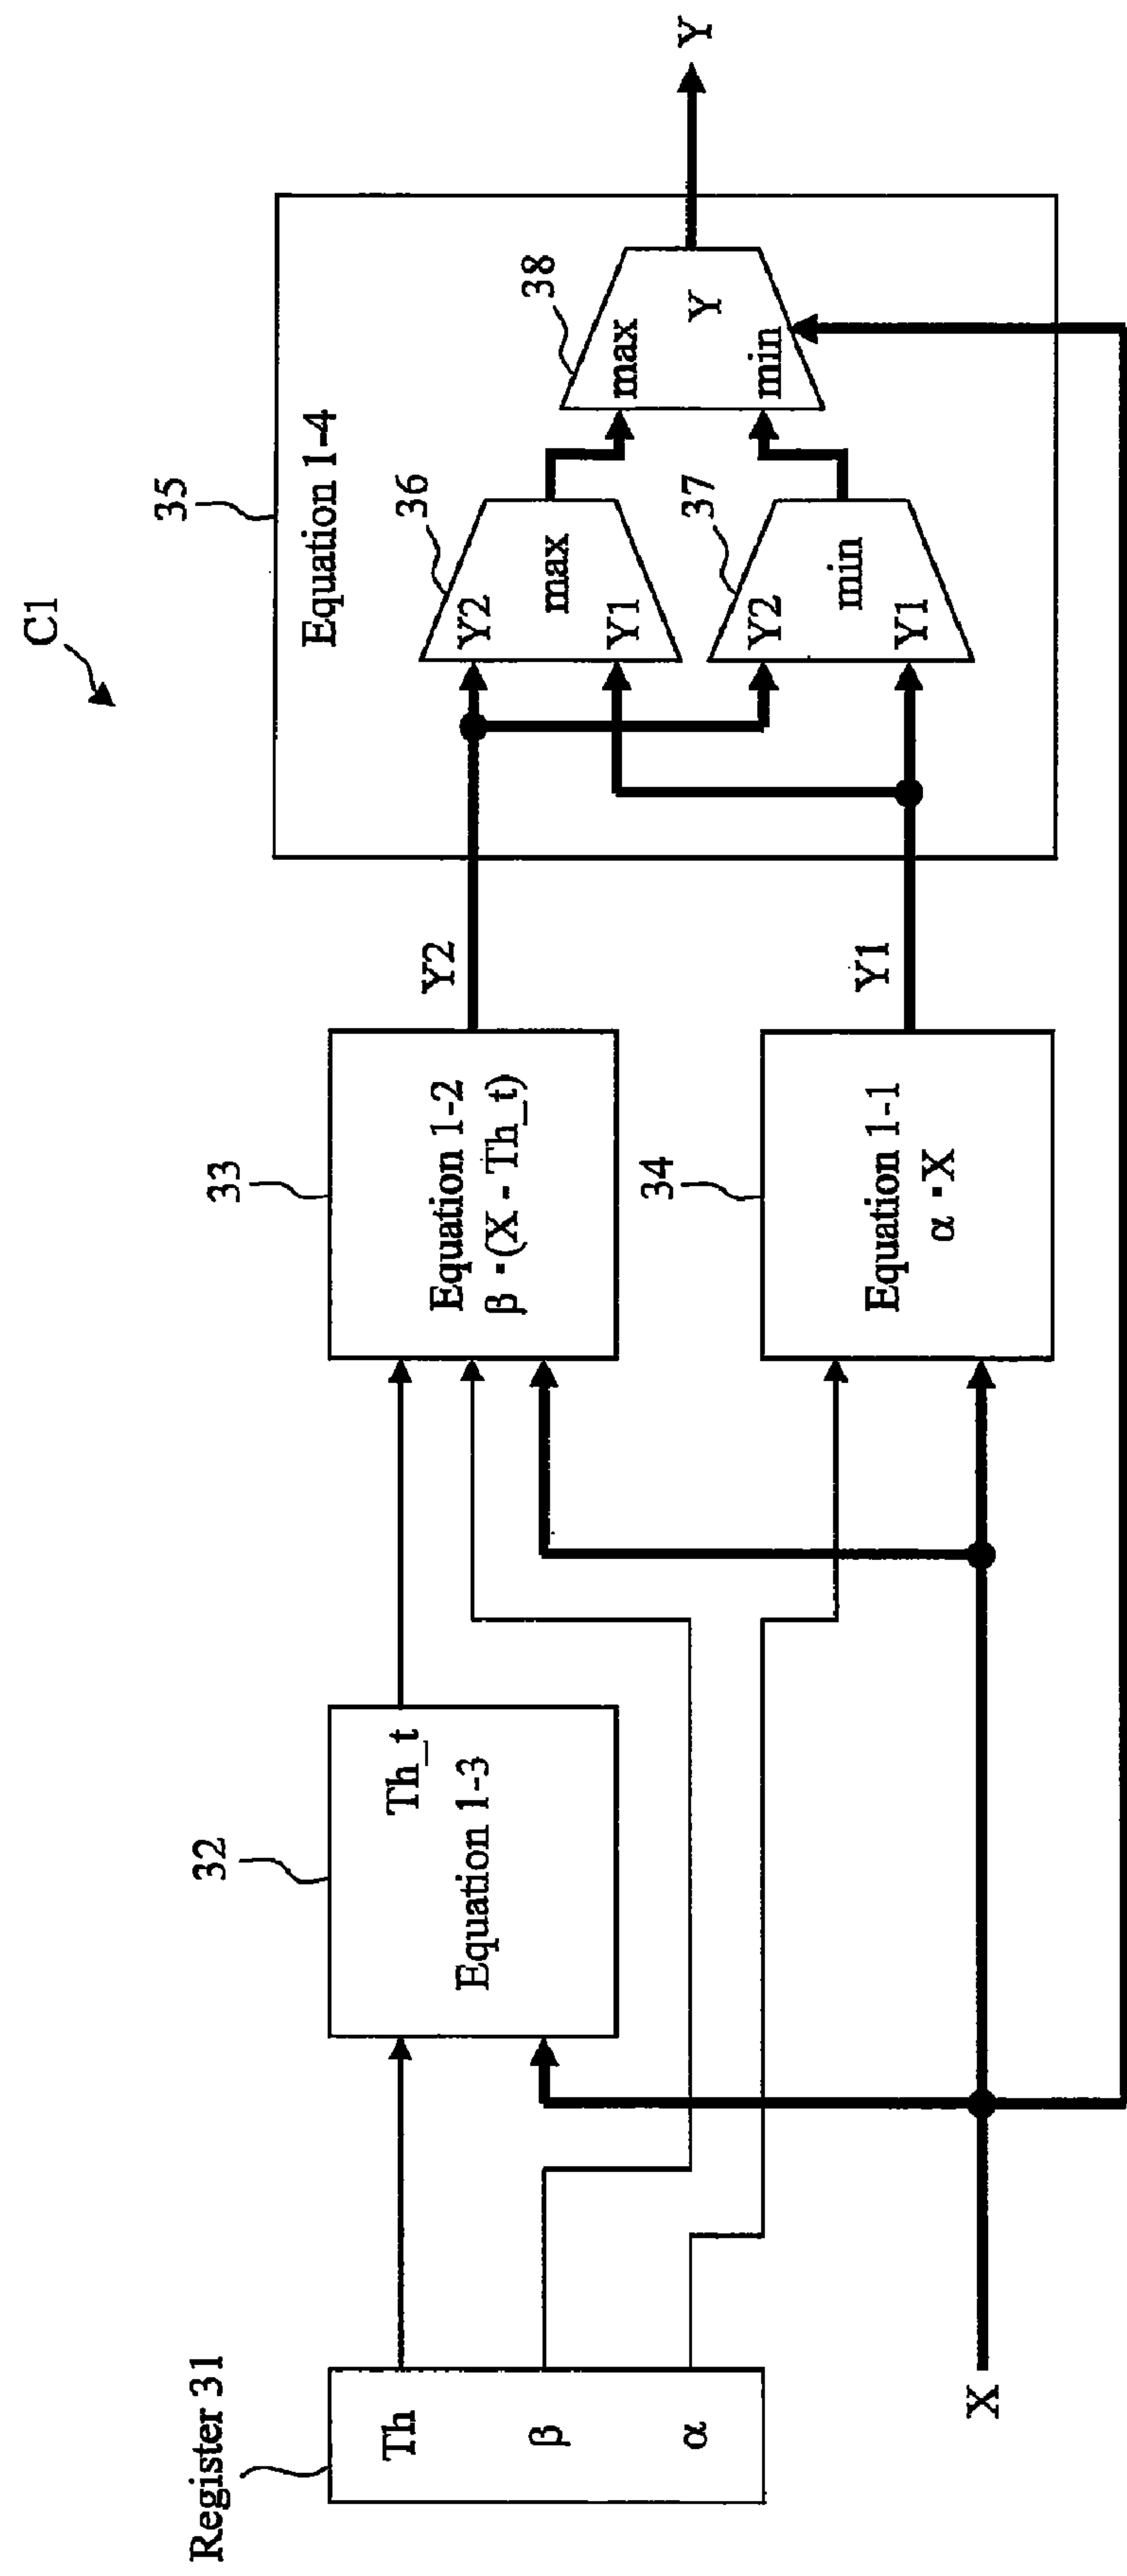 C1
Register 31
Th
β
α
X
32
Th_t
Equation 1-3
33
Equation 1-2
β ▪(X - Th_t)
34
Equation 1-1
α ▪X
Y2
Y1
35
Equation 1-4
36
Y2
max
Y1
37
Y2
min
Y1
38
max
Y
min
Y